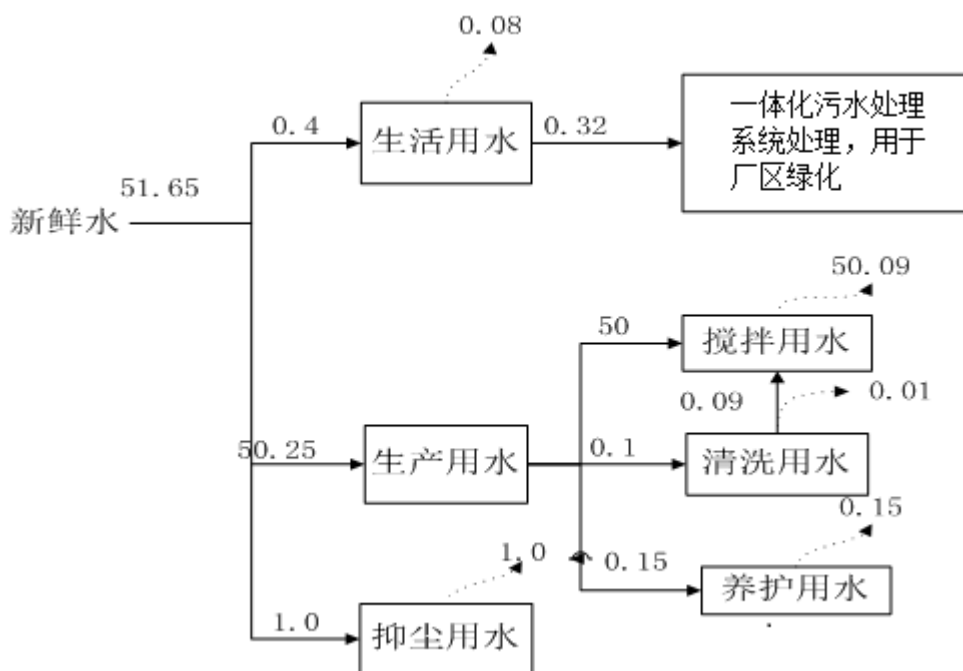 0.08
0.4
生活用水
0.32
一体化污水处理
系统处理，用于
厂区绿化
51.65
新鲜水
50.09
50
搅拌用水
0.09
0.01
50.25
生产用水
0.1
清洗用水
0.15
1.0
0.15
养护用水
1.0
抑尘用水